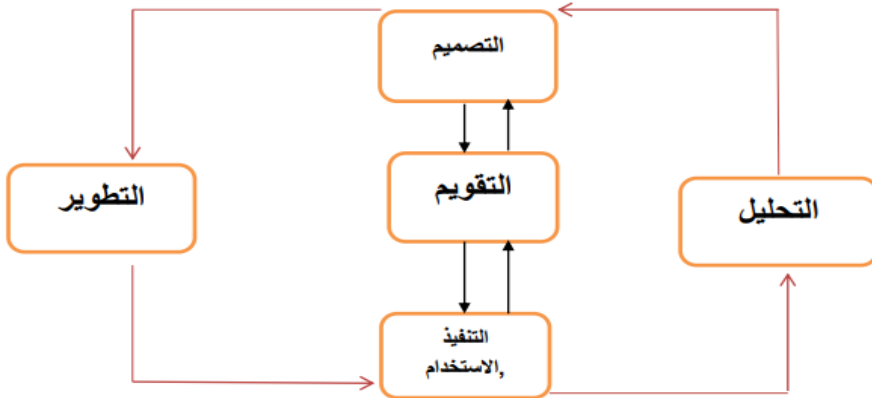 التصميم
التحليل
التقويم
التطوير
التنفيذ
,الاستخدام